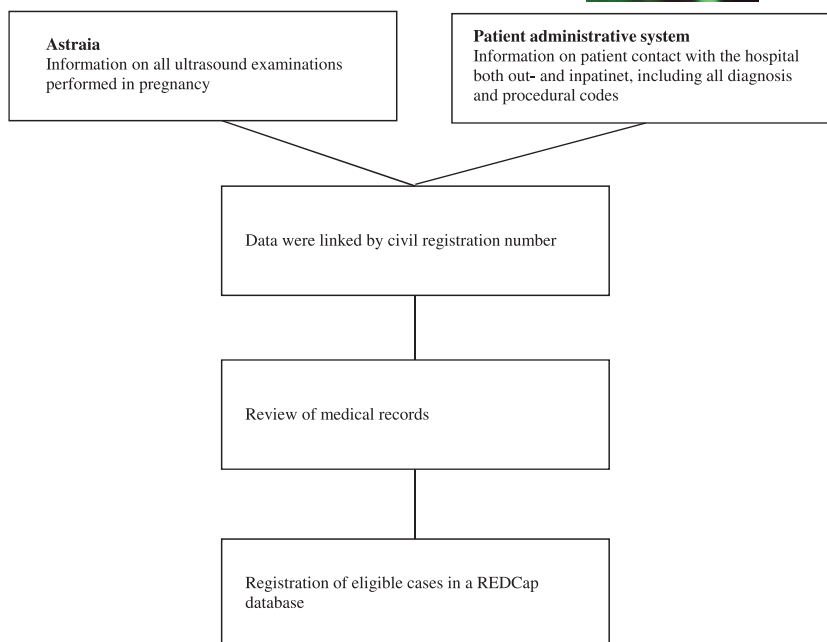 Astraia
Information on all ultrasound examinations
performed in pregnancy
Patient administrative system
Information on patient contact with the hospital
both out- and inpatinet, including all diagnosis
and procedural codes
Data were linked by civil registration number
Review of medical records
Registration of eligible cases in a REDCap
database